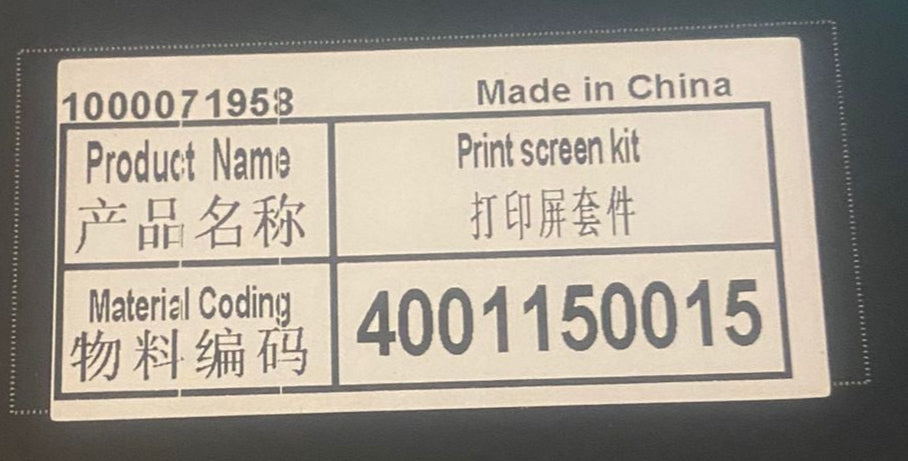 1000071958
Made in China
Product Name
产品名称
Print screen kit
打印屏套件
Material Coding
物料编码
4001150015